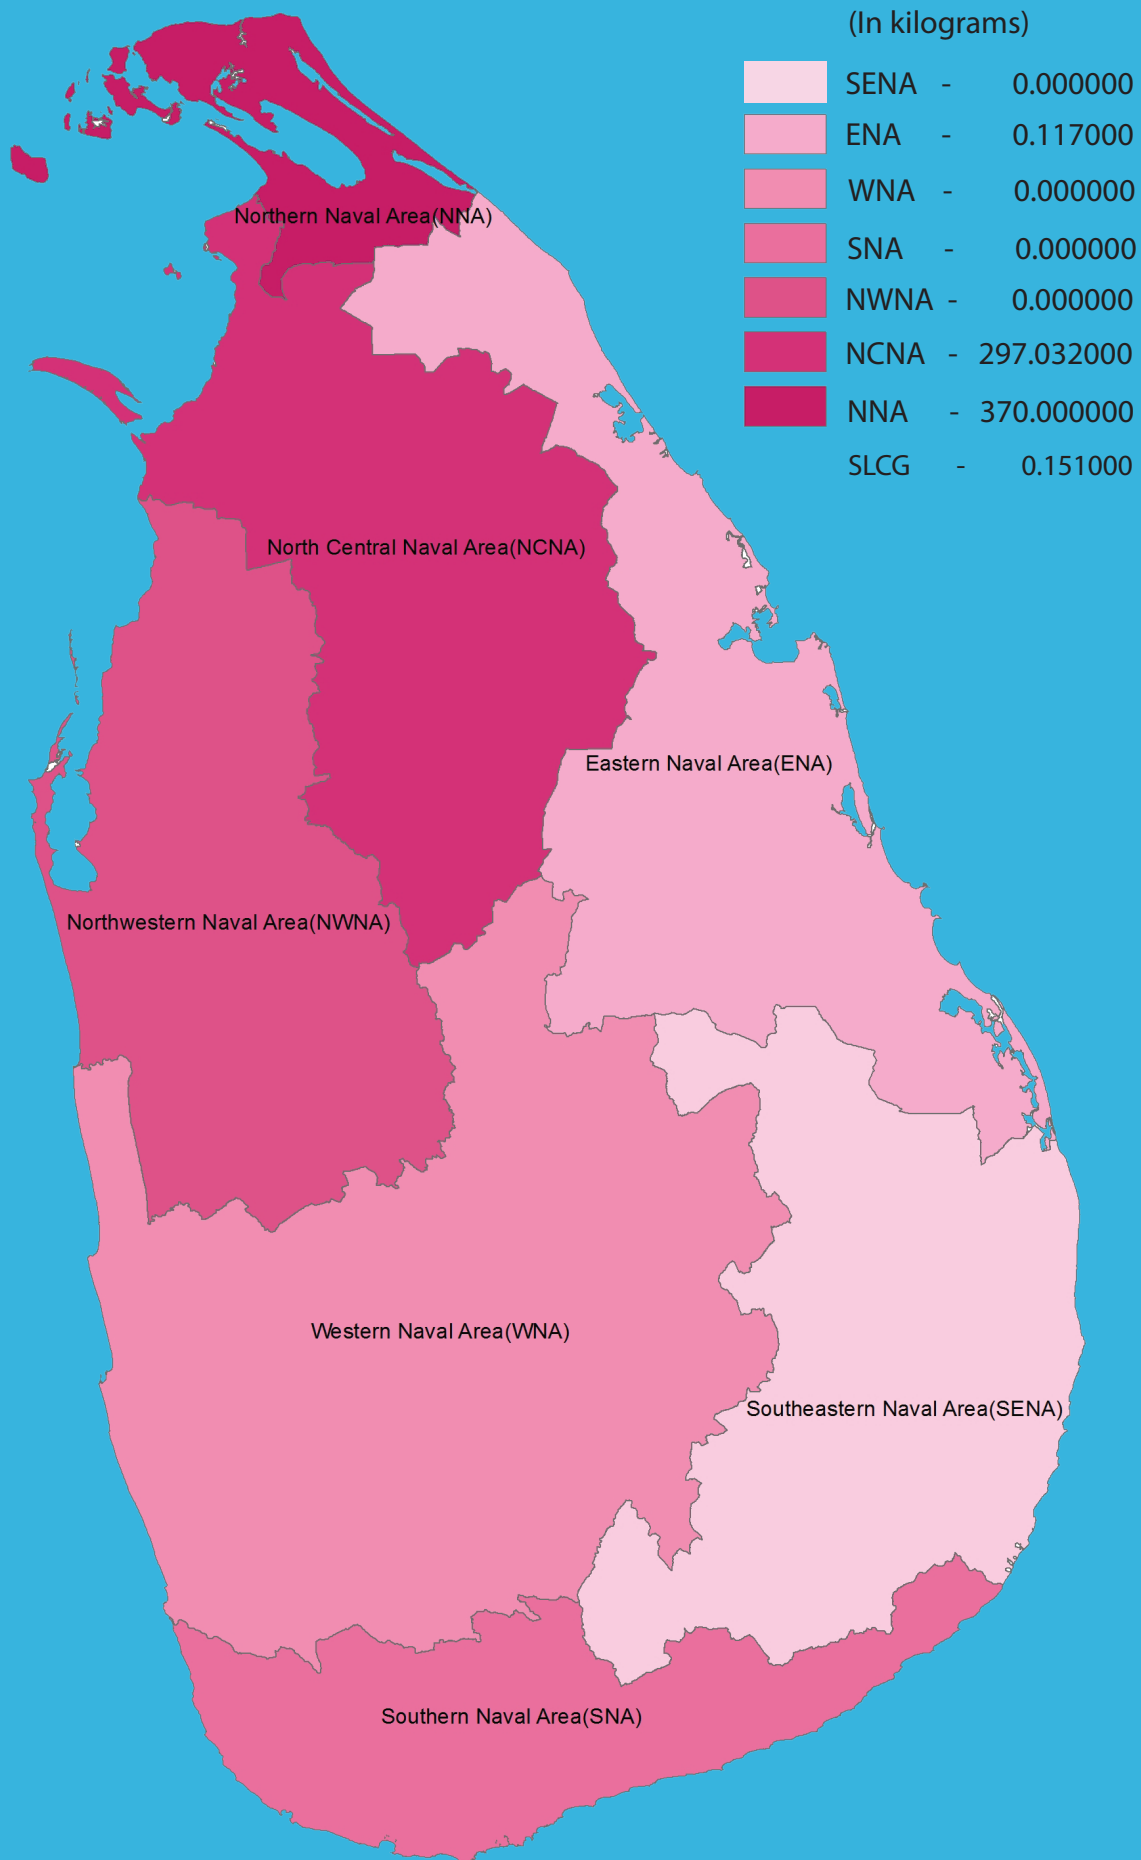 (In kilograms)
SENA - 0.000000
ENA - 0.117000
WNA - 0.000000
SNA - 0.000000
NWNA - 0.000000
NCNA - 297.032000
NNA - 370.000000
SLCG - 0.151000
Northern Naval Area(NNA)
North Central Naval Area(NCNA)
Eastern Naval Area(ENA)
Northwestern Naval Area(NWNA)
Western Naval Area(WNA)
Southeastern Naval Area(SENA)
Southern Naval Area(SNA)